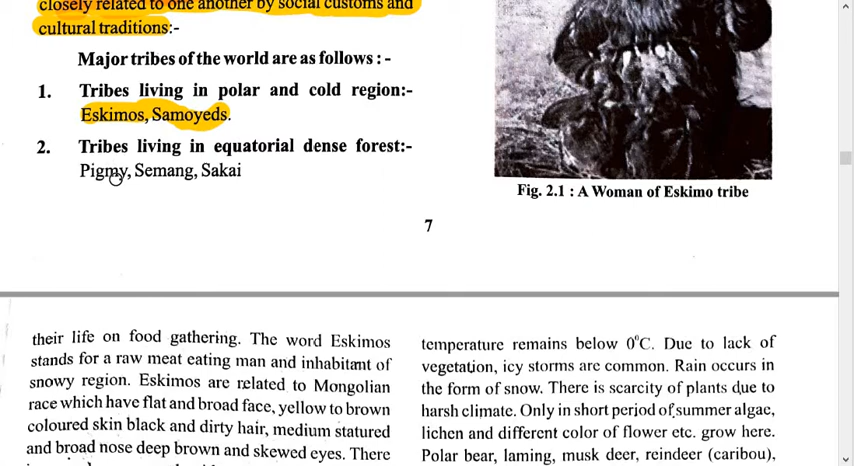 closely related to one another by social customs and
cultural traditions:-
Major tribes of the world are as follows : -
1. Tribes living in polar and cold region:-
Eskimos, Samoyeds.
2. Tribes living in equatorial dense forest:-
Pigmy, Semang, Sakai
Fig. 2.1 : A Woman of Eskimo tribe
7
their life on food gathering. The word Eskimos
stands for a raw meat eating man and inhabitant of
snowy region. Eskimos are related to Mongolian
race which have flat and broad face, yellow to brown
coloured skin black and dirty hair, medium statured
and broad nose deep brown and skewed eyes. There
temperature remains below 0°C. Due to lack of
vegetation, icy storms are common. Rain occurs in
the form of snow. There is scarcity of plants due to
harsh climate. Only in short period of summer algae,
lichen and different color of flower etc. grow here.
Polar bear, laming, musk deer, reindeer (caribou),